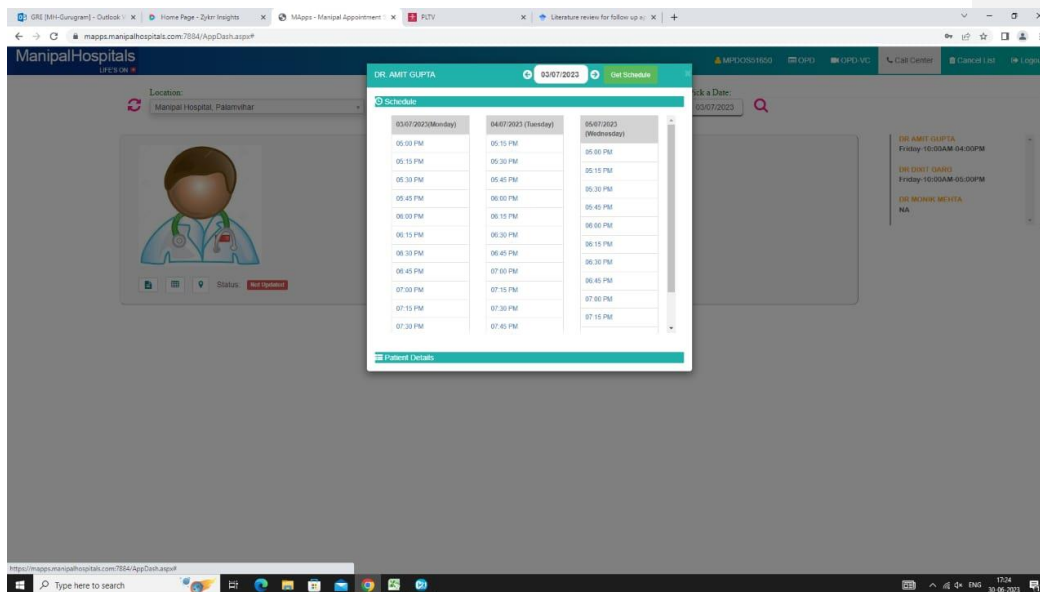 GRE [MH-Gurugram] - Outlook
Home Page - Zykrr Insights
MApps - Manipal Appointment
PLTV
Literature review for follow up
mapps.manipalhospitals.com:7884/AppDash.aspx#
ManipalHospitals
LIFE'S ON
MPDOS01650
OPD
OPD-VC
Call Center
Cancel List
Logou
Location:
Manipal Hospital, Palamvihar
Pick a Date:
03/07/2023
DR. AMIT GUPTA
03/07/2023
Get Schedule
Schedule
03/07/2023(Monday)
05:00 PM
05:15 PM
05:30 PM
05:45 PM
06:00 PM
06:15 PM
06:30 PM
06:45 PM
07:00 PM
07:15 PM
07:30 PM
04/07/2023 (Tuesday)
05:15 PM
05:30 PM
05:45 PM
06:00 PM
06:15 PM
06:30 PM
06:45 PM
07:00 PM
07:15 PM
07:30 PM
07:45 PM
05/07/2023
(Wednesday)
05:00 PM
05:15 PM
05:30 PM
05:45 PM
06:00 PM
06:15 PM
06:30 PM
06:45 PM
07:00 PM
07:15 PM
Patient Details
Status:
Not Updated
DR AMIT GUPTA
Friday-10:00AM-04:00PM
DR DIXIT GARG
Friday-10:00AM-05:00PM
DR MONIK MEHTA
NA
https://mapps.manipalhospitals.com:7884/AppDash.aspx#
Type here to search
ENG
17:24
30-06-2023